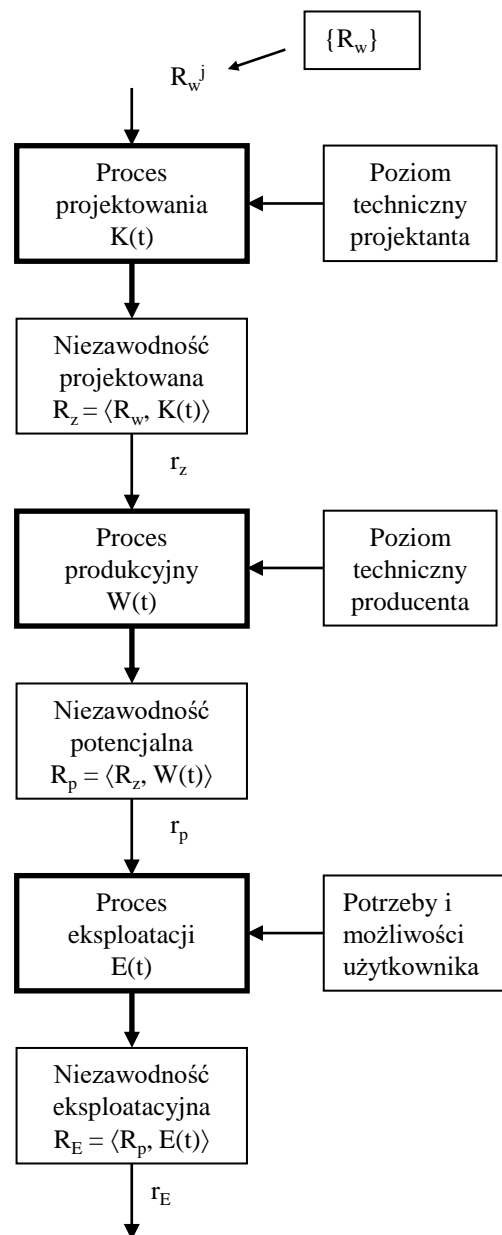 {R_w}
R_w^j
Proces
projektowania
K(t)
Poziom
techniczny
projektanta
Niezawodność
projektowana
R_z = ⟨R_w, K(t)⟩
r_z
Proces
produkcyjny
W(t)
Poziom
techniczny
producenta
Niezawodność
potencjalna
R_p = ⟨R_z, W(t)⟩
r_p
Proces
eksploatacji
E(t)
Potrzeby i
możliwości
użytkownika
Niezawodność
eksploatacyjna
R_E = ⟨R_p, E(t)⟩
r_E